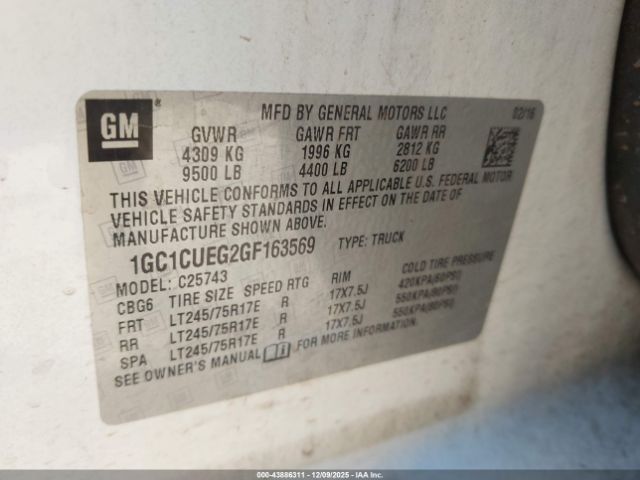 GM
MFD BY GENERAL MOTORS LLC 02/16
GVWR GAWR FRT GAWR RR
4309 KG 1996 KG 2812 KG
9500 LB 4400 LB 6200 LB
THIS VEHICLE CONFORMS TO ALL APPLICABLE U.S. FEDERAL MOTOR
VEHICLE SAFETY STANDARDS IN EFFECT ON THE DATE OF
MANUFACTURE SHOWN ABOVE.
1GC1CUEG2GF163569 TYPE: TRUCK
MODEL: C25743
CBG6 TIRE SIZE SPEED RTG RIM COLD TIRE PRESSURE
FRT LT245/75R17E R 17X7.5J 420KPA(60PSI)
RR LT245/75R17E R 17X7.5J 550KPA(80PSI)
SPA LT245/75R17E R 17X7.5J 550KPA(80PSI)
SEE OWNER'S MANUAL FOR MORE INFORMATION.
000-43886311 - 12/09/2025 - IAAI.CA